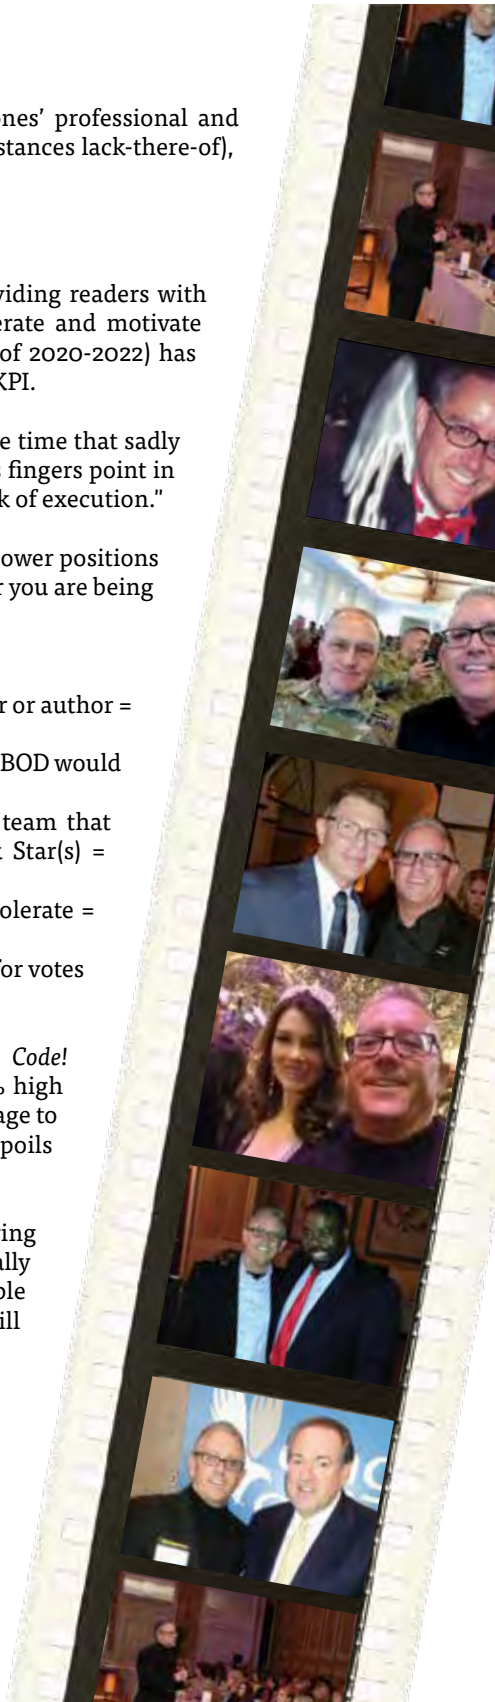 nes’ professional and
stances lack-there-of),
viding readers with
erate and motivate
of 2020-2022) has
KPI.
e time that sadly
s fingers point in
k of execution."
ower positions
r you are being
r or author =
BOD would
team that
Star(s) =
olerate =
for votes
Code!
high
age to
poils
ing
ally
ble
ill